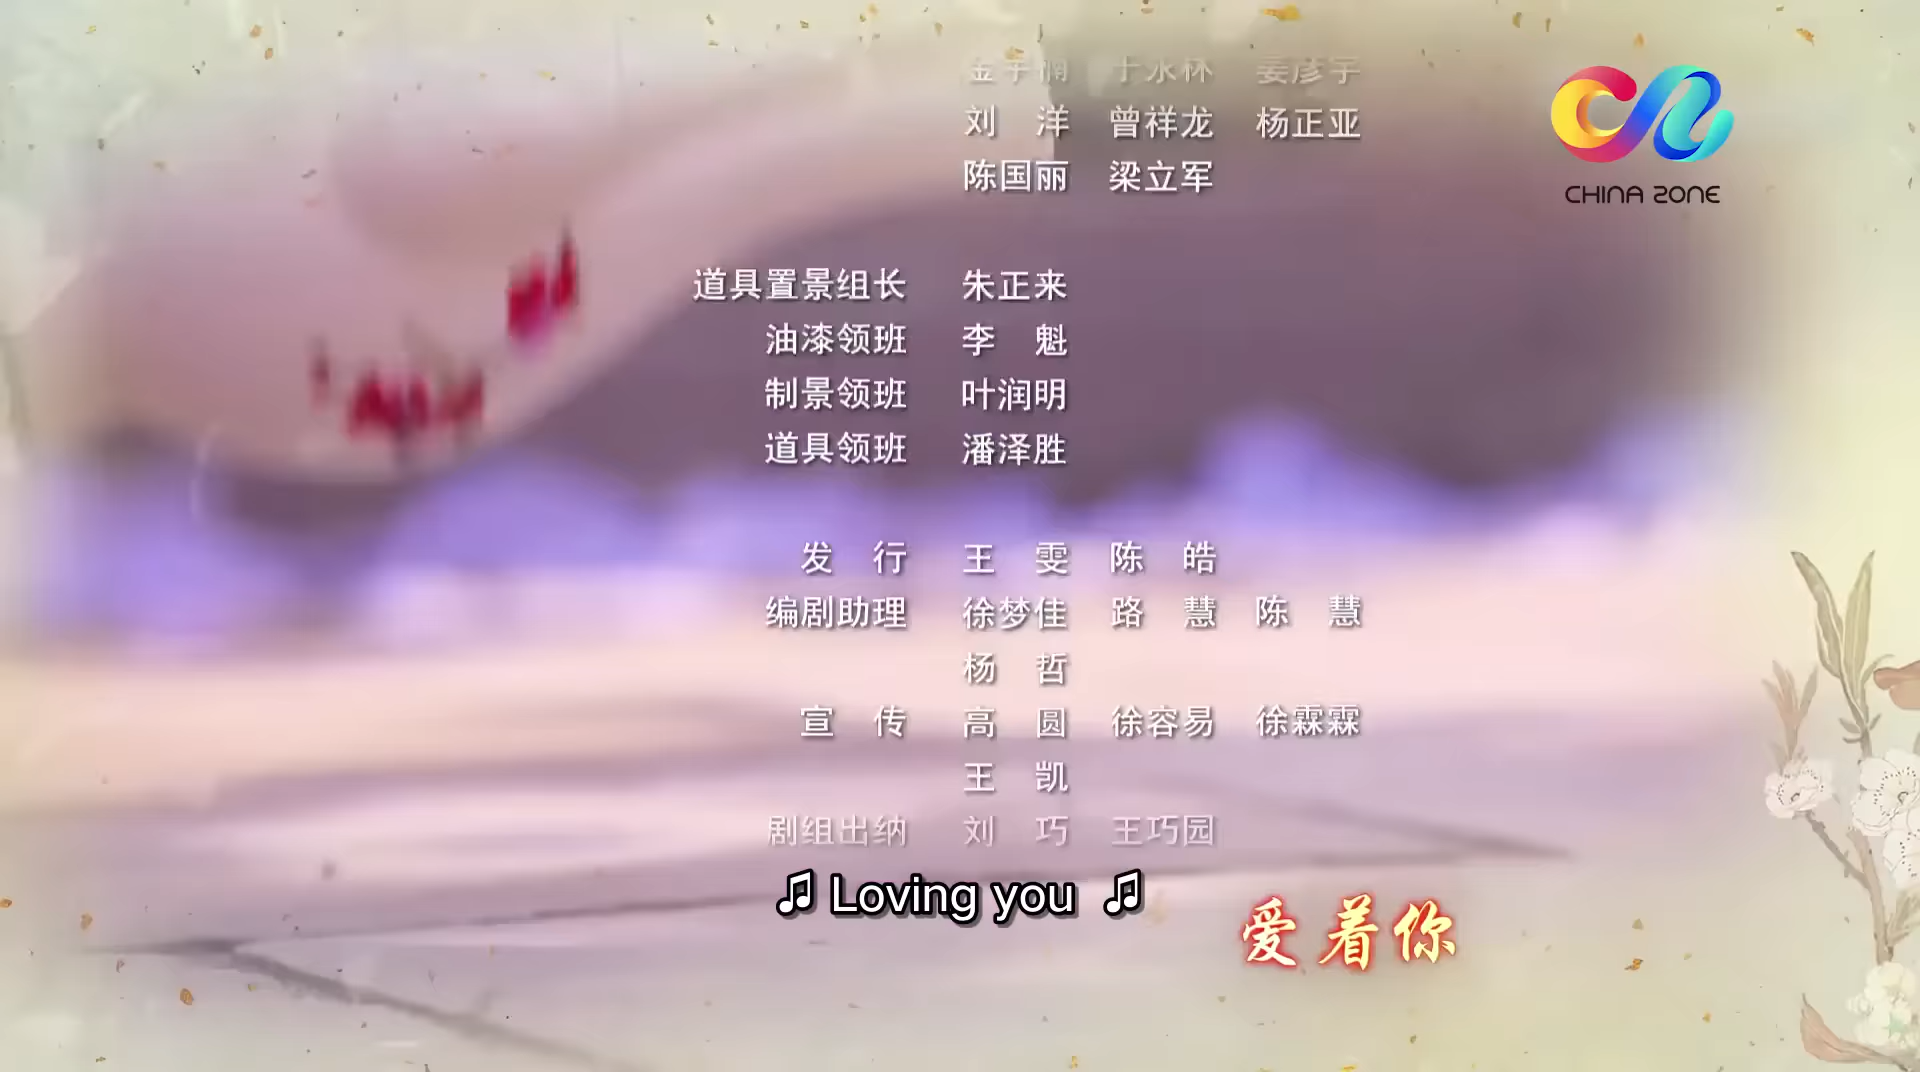 刘 洋 曾祥龙 杨正亚
陈国丽 梁立军
CHINA ZONE
道具置景组长 朱正来
油漆领班 李 魁
制景领班 叶润明
道具领班 潘泽胜
发 行 王 雯 陈 皓
编剧助理 徐梦佳 路 慧 陈 慧
杨 哲
宣 传 高 圆 徐容易 徐霖霖
王 凯
剧组出纳 刘 巧 王巧园
♫ Loving you ♫
爱着你